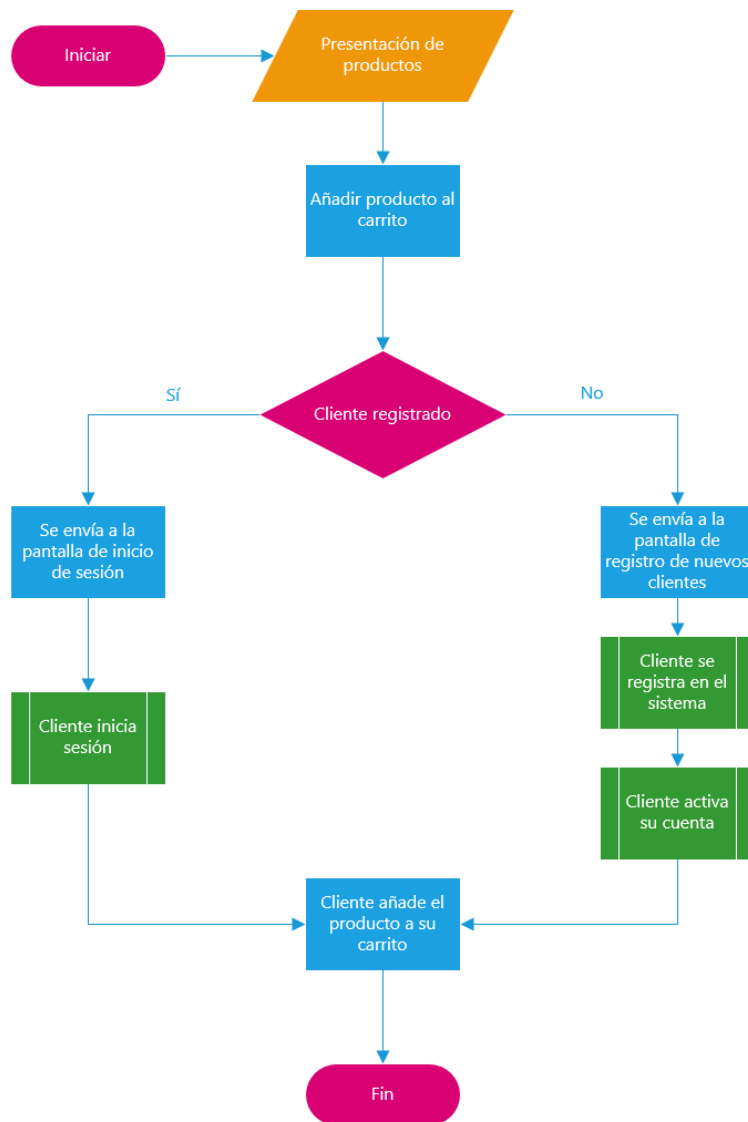 Iniciar
Presentación de
productos
Añadir producto al
carrito
Cliente registrado
Sí
No
Se envía a la
pantalla de inicio
de sesión
Se envía a la
pantalla de
registro de nuevos
clientes
Cliente inicia
sesión
Cliente se
registra en el
sistema
Cliente activa
su cuenta
Cliente añade el
producto a su
carrito
Fin